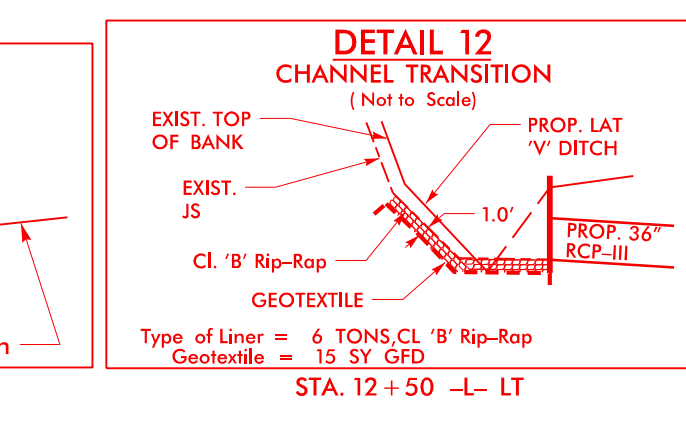 DETAIL 12
CHANNEL TRANSITION
( Not to Scale)
EXIST. TOP
OF BANK
PROP. LAT
'V' DITCH
EXIST.
JS
1.0'
PROP. 36"
RCP–III
Cl. 'B' Rip–Rap
GEOTEXTILE
Type of Liner = 6 TONS,CL 'B' Rip–Rap
Geotextile = 15 SY GFD
STA. 12+50 –L– LT